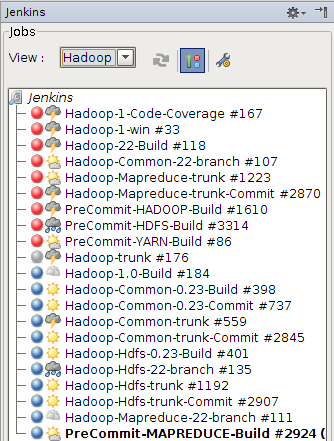 Jenkins
Jobs
View : Hadoop
Jenkins
Hadoop-1-Code-Coverage #167
Hadoop-1-win #33
Hadoop-22-Build #118
Hadoop-Common-22-branch #107
Hadoop-Mapreduce-trunk #1223
Hadoop-Mapreduce-trunk-Commit #2870
PreCommit-HADOOP-Build #1610
PreCommit-HDFS-Build #3314
PreCommit-YARN-Build #86
Hadoop-trunk #176
Hadoop-1.0-Build #184
Hadoop-Common-0.23-Build #398
Hadoop-Common-0.23-Commit #737
Hadoop-Common-trunk #559
Hadoop-Common-trunk-Commit #2845
Hadoop-Hdfs-0.23-Build #401
Hadoop-Hdfs-22-branch #135
Hadoop-Hdfs-trunk #1192
Hadoop-Hdfs-trunk-Commit #2907
Hadoop-Mapreduce-22-branch #111
PreCommit-MAPREDUCE-Build #2924 (